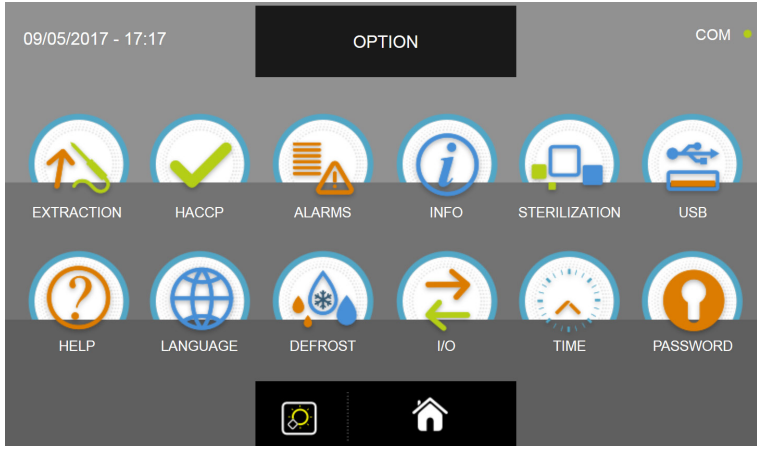 09/05/2017 - 17:17
OPTION
COM
EXTRACTION
HACCP
ALARMS
INFO
STERILIZATION
USB
HELP
LANGUAGE
DEFROST
I/O
TIME
PASSWORD